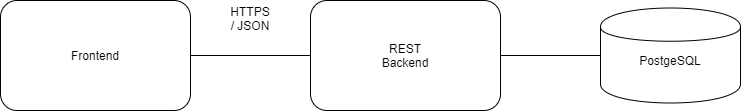 Frontend
HTTPS
/ JSON
REST
Backend
PostgeSQL